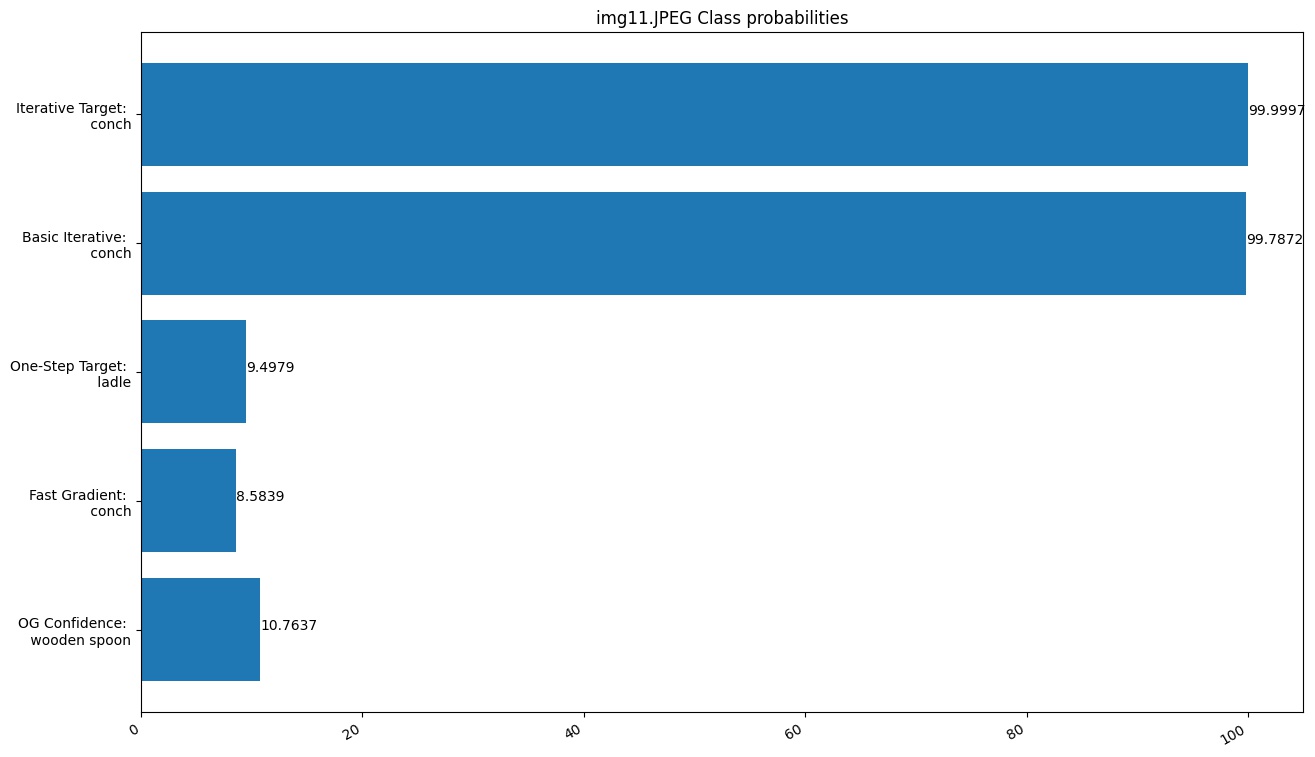 img11.JPEG Class probabilities
Iterative Target:
conch
99.9997
Basic Iterative:
conch
99.7872
One-Step Target:
ladle
9.4979
Fast Gradient:
conch
8.5839
OG Confidence:
wooden spoon
10.7637
0
20
40
60
80
100